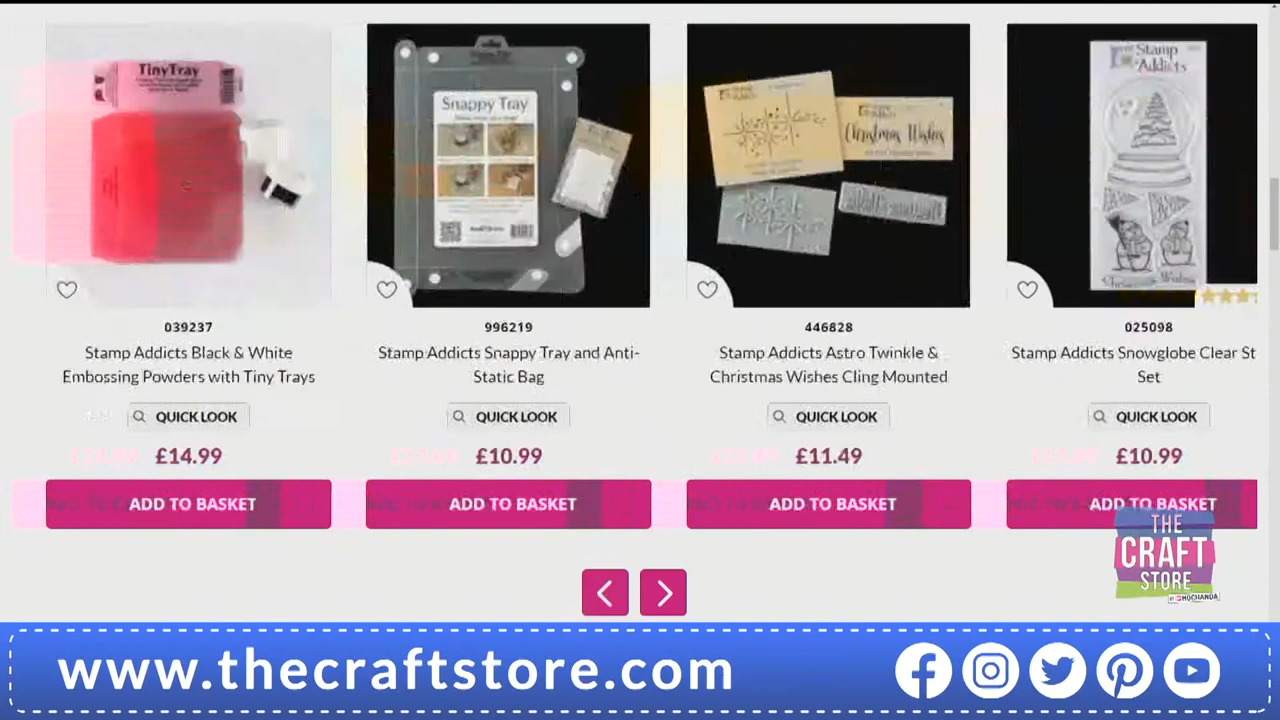 TinyTray
Snappy Tray
Christmas Wishes
Stamp
Addicts
039237
996219
446828
025098
Stamp Addicts Black & White
Embossing Powders with Tiny Trays
Stamp Addicts Snappy Tray and Anti-
Static Bag
Stamp Addicts Astro Twinkle &
Christmas Wishes Cling Mounted
Stamp Addicts Snowglobe Clear St
Set
QUICK LOOK
QUICK LOOK
QUICK LOOK
QUICK LOOK
£14.99
£10.99
£11.49
£10.99
ADD TO BASKET
ADD TO BASKET
ADD TO BASKET
ADD TO BASKET
THE
CRAFT
STORE
BY HOCHANDA
www.thecraftstore.com